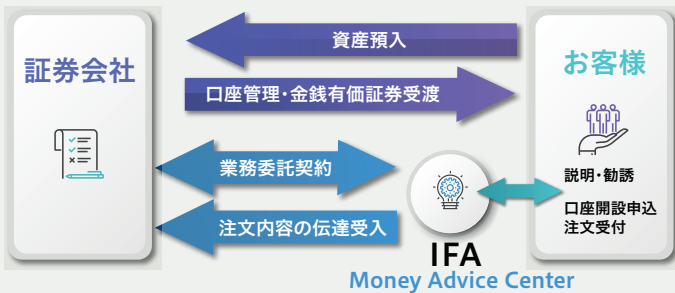 証券会社
資産預入
口座管理・金銭有価証券受渡
業務委託契約
注文内容の伝達受入
IFA
Money Advice Center
お客様
説明・勧誘
口座開設申込
注文受付